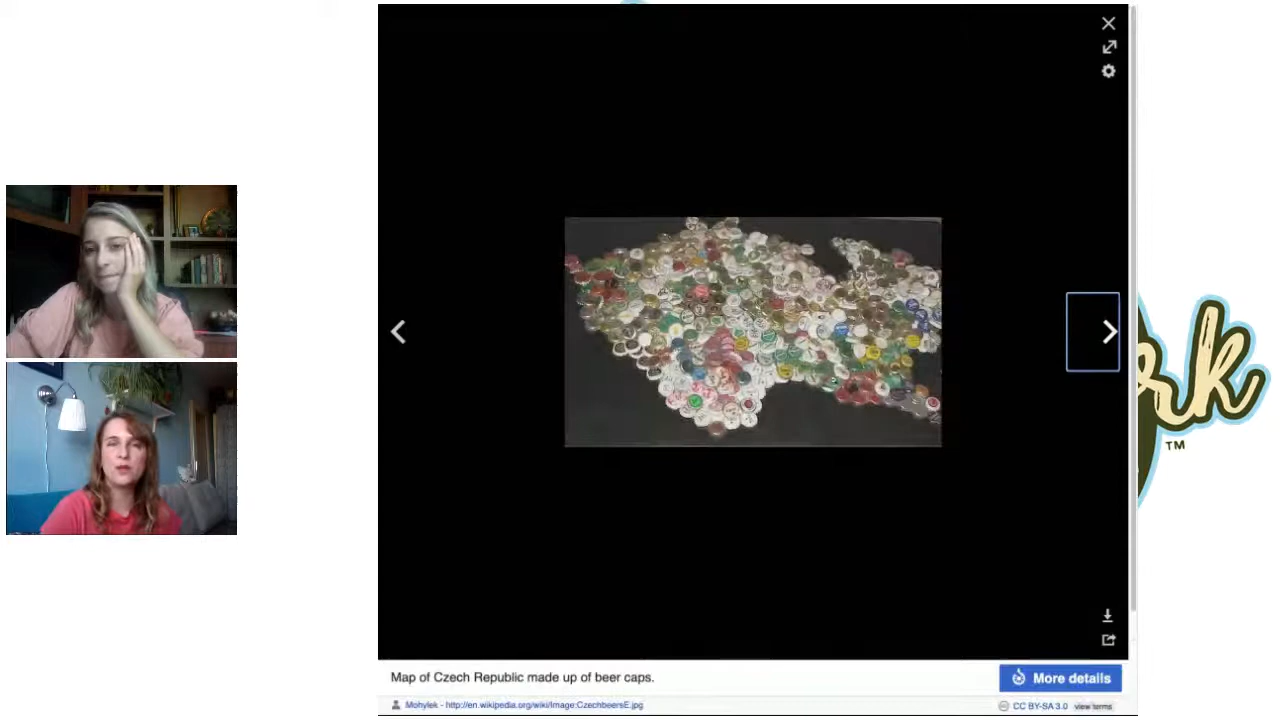 rk
TM
Map of Czech Republic made up of beer caps.
More details
Mohylek - http://en.wikipedia.org/wiki/Image:CzechbeersE.jpg
CC BY-SA 3.0 view terms